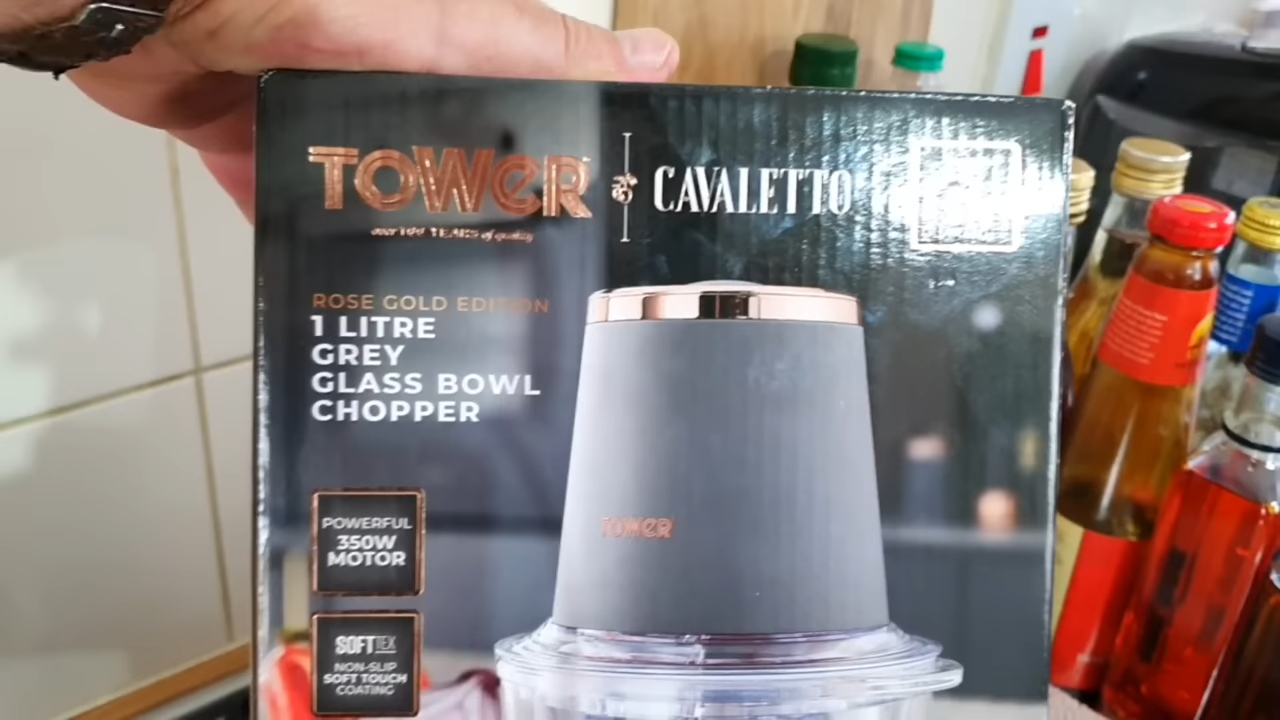 TOWER
over 100 YEARS of quality
CAVALETTO
ROSE GOLD EDITION
1 LITRE
GREY
GLASS BOWL
CHOPPER
TOWER
POWERFUL
350W
MOTOR
SOFTTEX
NON-SLIP
SOFT TOUCH
COATING